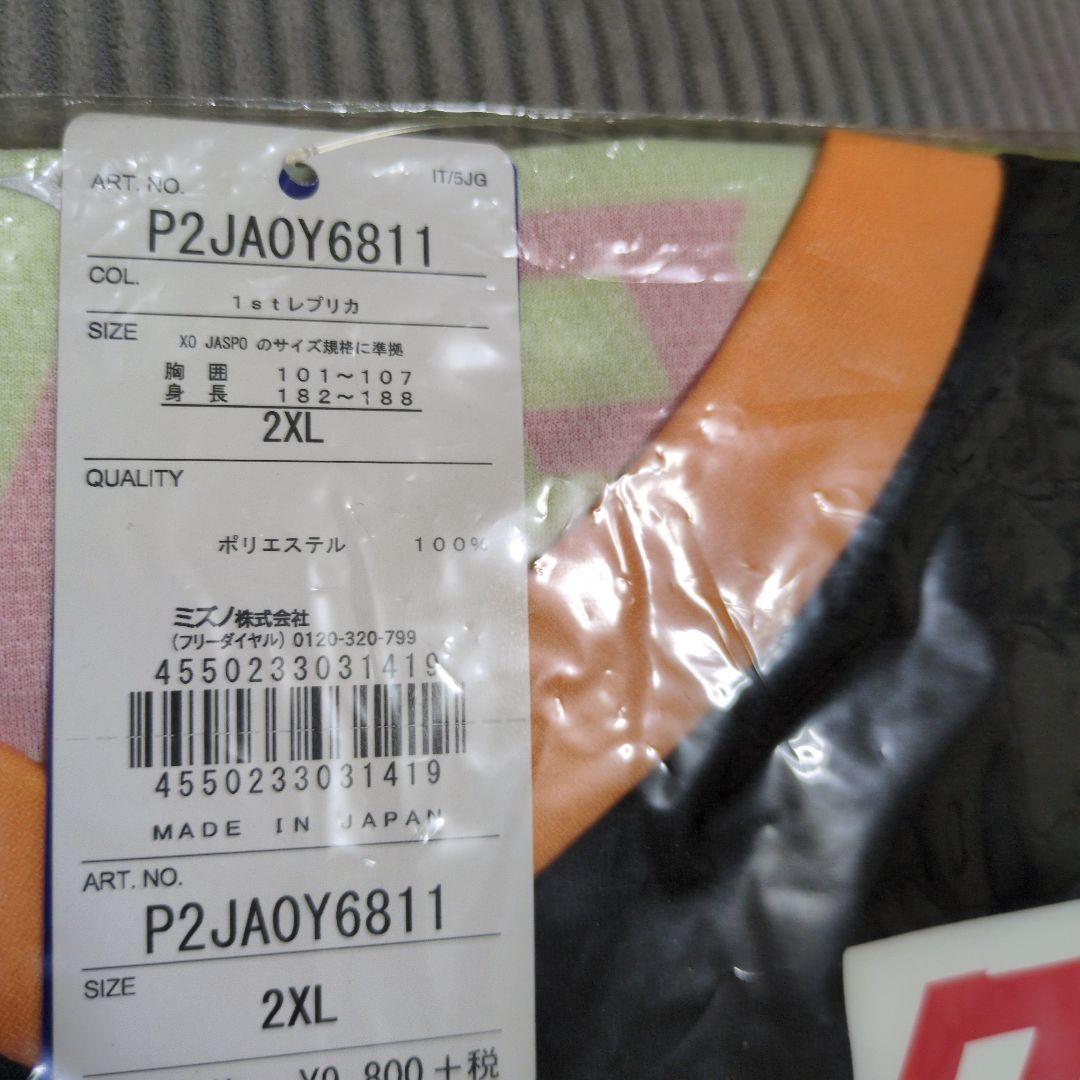 ART. NO.
IT/5JG
P2JA0Y6811
COL.
1stレプリカ
SIZE
XO JASPO のサイズ規格に準拠
胸 囲 101〜107
身 長 182〜188
2XL
QUALITY
ポリエステル 100%
ミズノ株式会社
(フリーダイヤル) 0120-320-799
4550233031419
4550233031419
MADE IN JAPAN
ART. NO.
P2JA0Y6811
SIZE
2XL
800+税